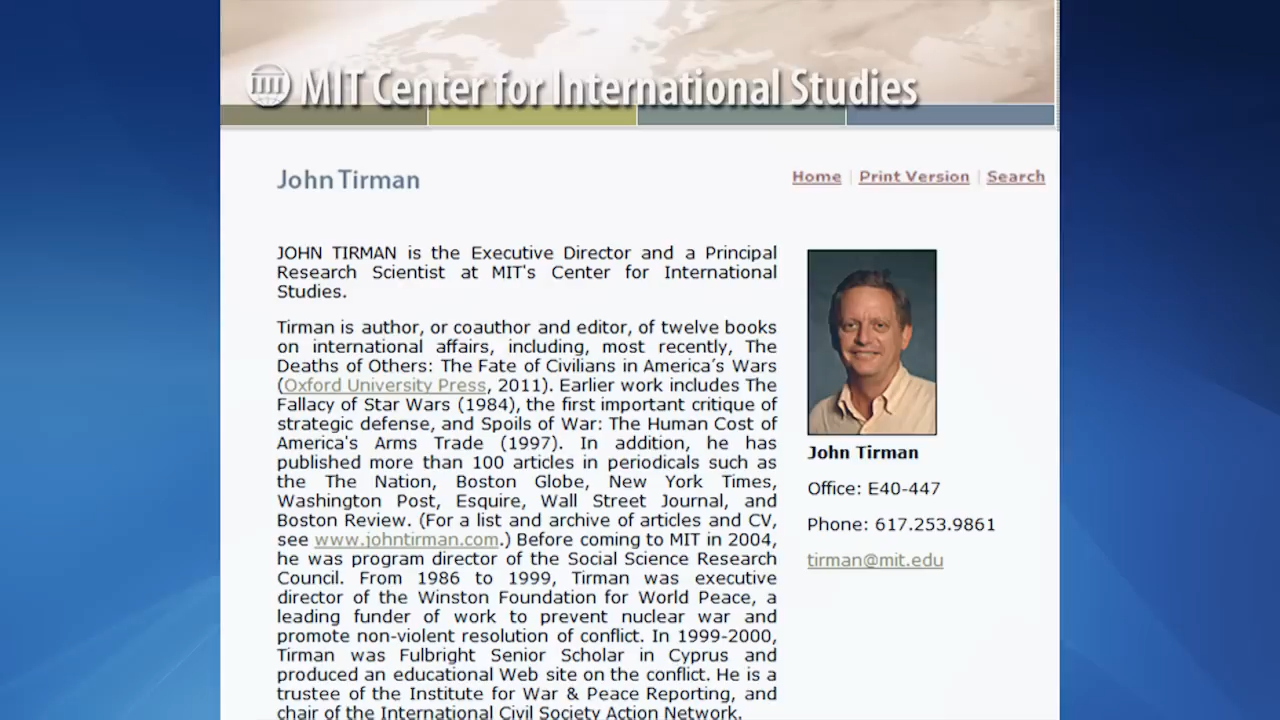 MIT Center for International Studies
John Tirman
Home | Print Version | Search
JOHN TIRMAN is the Executive Director and a Principal
Research Scientist at MIT's Center for International
Studies.
Tirman is author, or coauthor and editor, of twelve books
on international affairs, including, most recently, The
Deaths of Others: The Fate of Civilians in America’s Wars
(Oxford University Press, 2011). Earlier work includes The
Fallacy of Star Wars (1984), the first important critique of
strategic defense, and Spoils of War: The Human Cost of
America's Arms Trade (1997). In addition, he has
published more than 100 articles in periodicals such as
the The Nation, Boston Globe, New York Times,
Washington Post, Esquire, Wall Street Journal, and
Boston Review. (For a list and archive of articles and CV,
see www.johntirman.com.) Before coming to MIT in 2004,
he was program director of the Social Science Research
Council. From 1986 to 1999, Tirman was executive
director of the Winston Foundation for World Peace, a
leading funder of work to prevent nuclear war and
promote non-violent resolution of conflict. In 1999-2000,
Tirman was Fulbright Senior Scholar in Cyprus and
produced an educational Web site on the conflict. He is a
trustee of the Institute for War & Peace Reporting, and
chair of the International Civil Society Action Network.
John Tirman
Office: E40-447
Phone: 617.253.9861
tirman@mit.edu